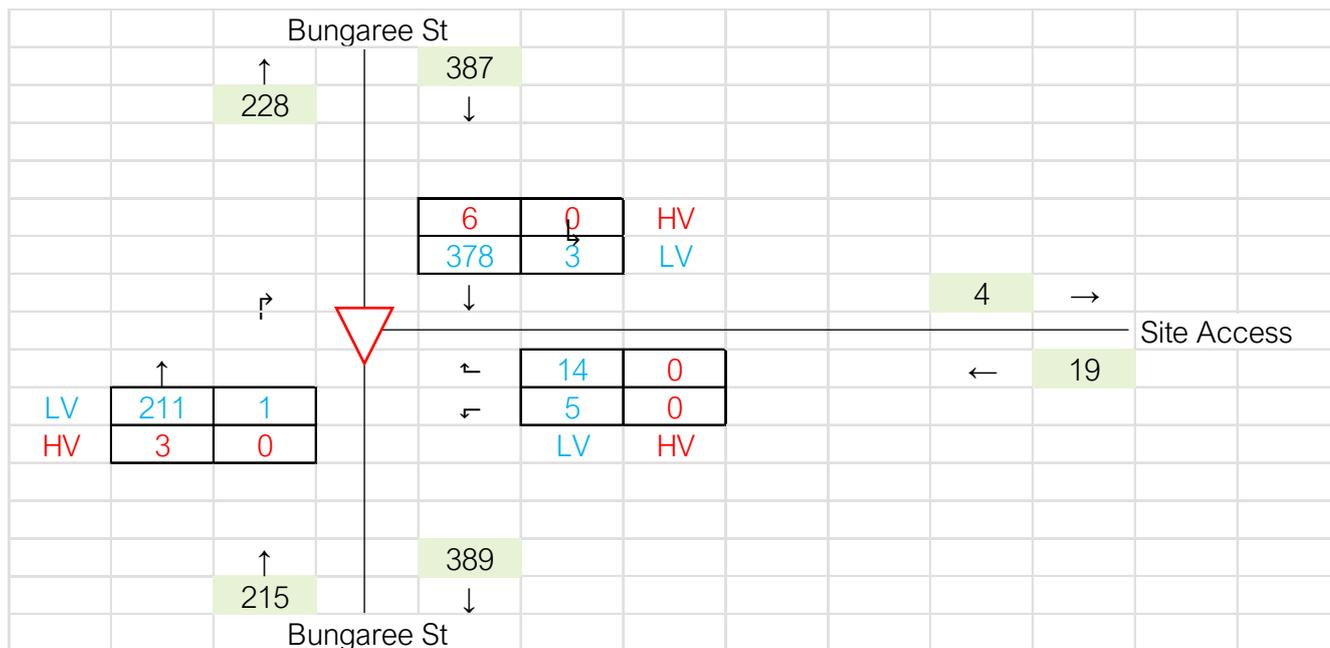 Bungaree St
↑ 387
228 ↓
6 0 HV
378 3 LV
↱ ↓ 4 →
Site Access
↑ 14 0 ← 19
LV 211 1 5 0
HV 3 0 LV HV
↑ 389
215 ↓
Bungaree St